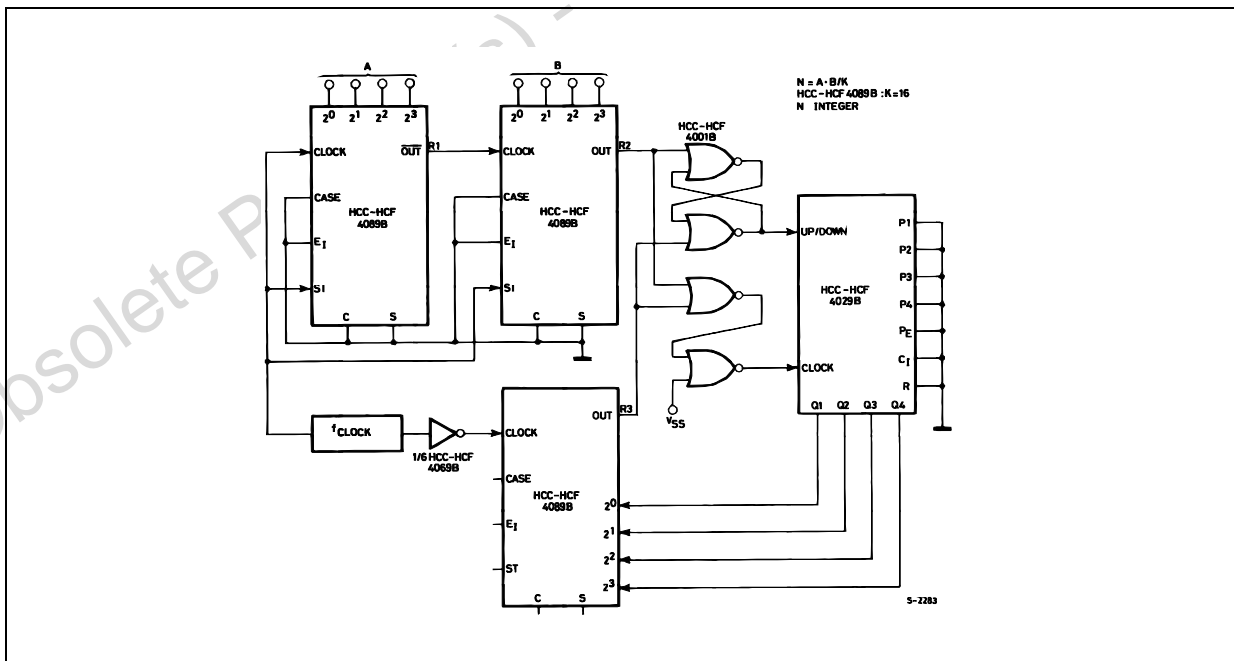 A
B
2⁰ 2¹ 2² 2³
2⁰ 2¹ 2² 2³
N = A·B/K
HCC-HCF 4089B : K=16
N INTEGER
CLOCK
O̅U̅T̅
R1
CASE
HCC-HCF
4089B
EI
SI
C
S
CLOCK
OUT
R2
CASE
HCC-HCF
4089B
EI
SI
C
S
HCC-HCF
4001B
VSS
UP/DOWN
HCC-HCF
4029B
CLOCK
P1
P2
P3
P4
PE
CI
R
Q1 Q2 Q3 Q4
fCLOCK
1/6 HCC-HCF
4069B
CLOCK
OUT
R3
CASE
HCC-HCF
4089B
EI
ST
2⁰
2¹
2²
2³
C
S
S-2283
obsolete P
s) -